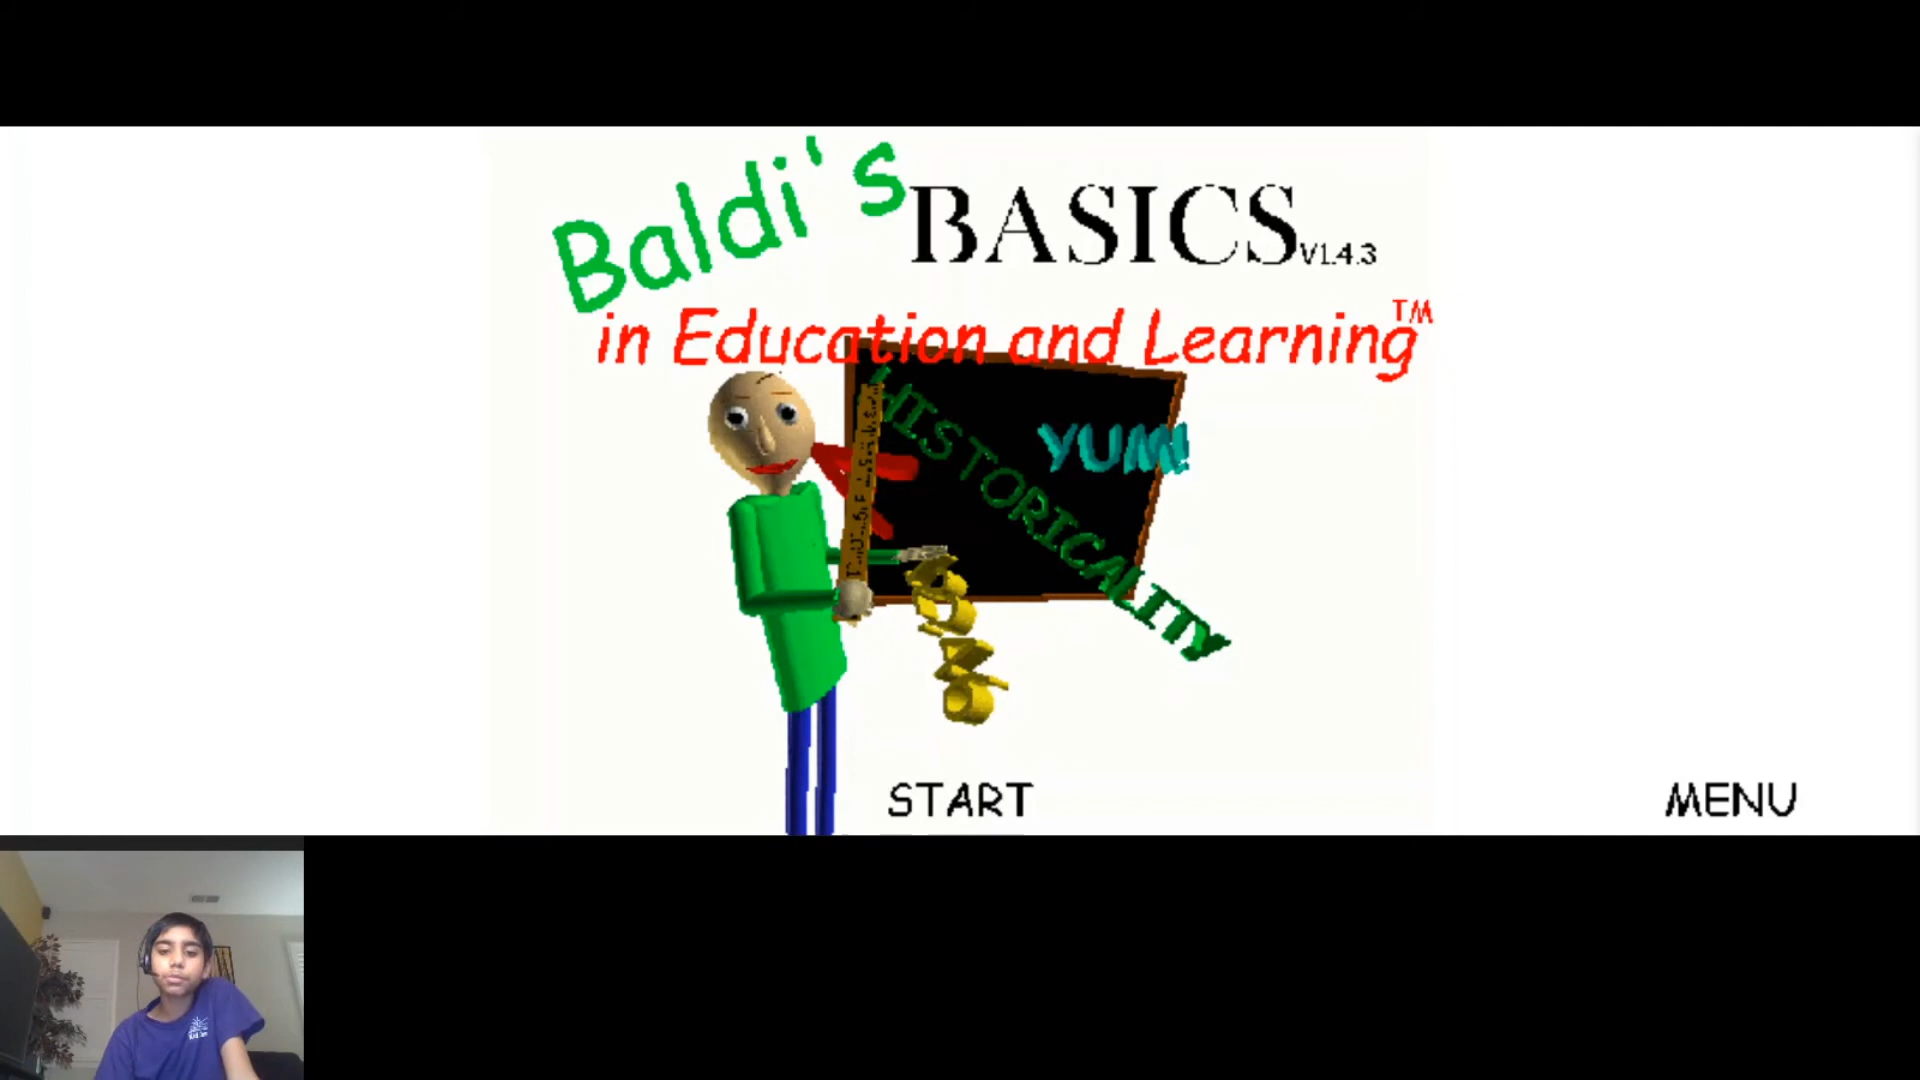 Baldi's BASICS V1.4.3
in Education and Learning TM
HISTORICALITY
YUM!
START
MENU